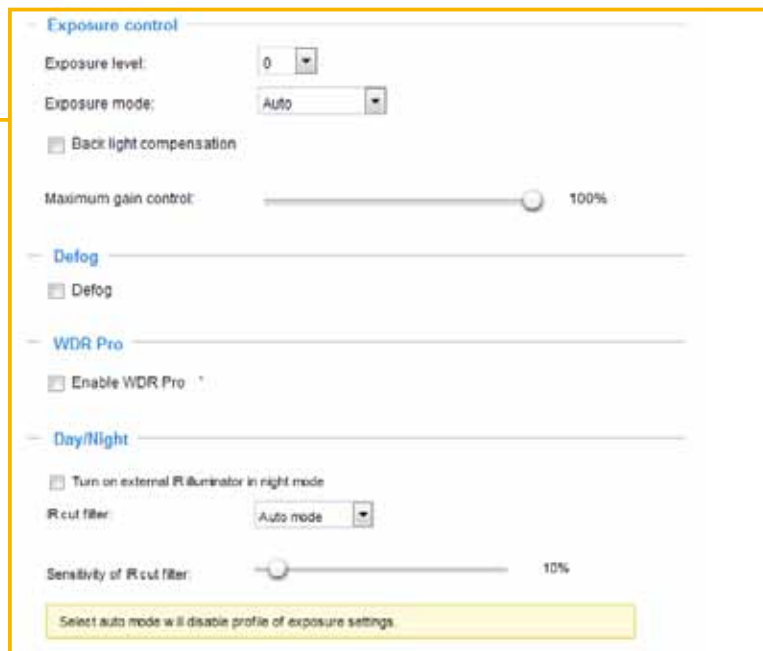 Exposure control
Exposure level: 0
Exposure mode: Auto
Back light compensation
Maximum gain control: 100%
Defog
Defog
WDR Pro
Enable WDR Pro *
Day/Night
Turn on external IR illuminator in night mode
IR cut filter: Auto mode
Sensitivity of IR cut filter: 10%
Select auto mode will disable profile of exposure settings.